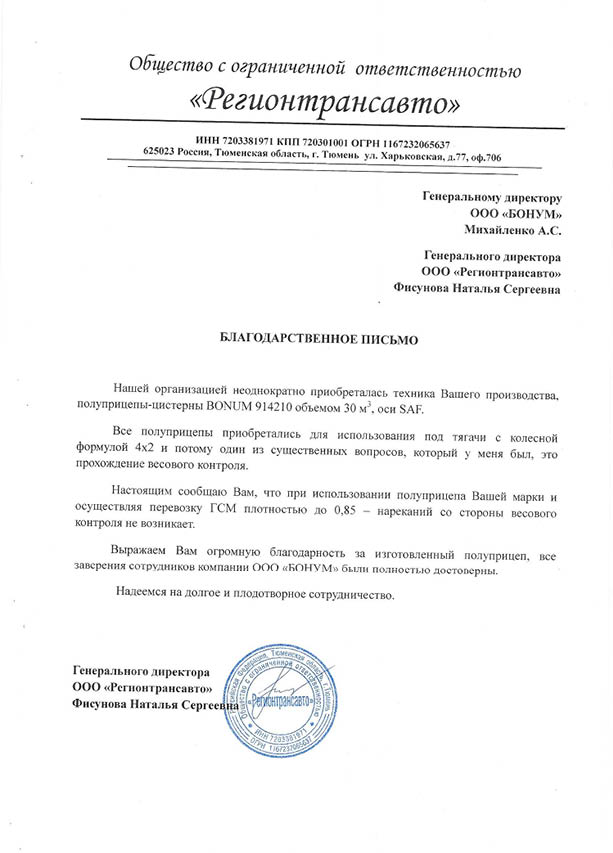 Общество с ограниченной ответственностью
«Регионтрансавто»
ИНН 7203381971 КПП 720301001 ОГРН 1167232065637
625023 Россия, Тюменская область, г. Тюмень ул. Харьковская, д.77, оф.706
Генеральному директору
ООО «БОНУМ»
Михайленко А.С.
Генерального директора
ООО «Регионтрансавто»
Фисунова Наталья Сергеевна
БЛАГОДАРСТВЕННОЕ ПИСЬМО
Нашей организацией неоднократно приобреталась техника Вашего производства,
полуприцепы-цистерны BONUM 914210 объемом 30 м³, оси SAF.
Все полуприцепы приобретались для использования под тягачи с колесной
формулой 4х2 и потому один из существенных вопросов, который у меня был, это
прохождение весового контроля.
Настоящим сообщаю Вам, что при использовании полуприцепа Вашей марки и
осуществляя перевозку ГСМ плотностью до 0,85 – нареканий со стороны весового
контроля не возникает.
Выражаем Вам огромную благодарность за изготовленный полуприцеп, все
заверения сотрудников компании ООО «БОНУМ» были полностью достоверны.
Надеемся на долгое и плодотворное сотрудничество.
Генерального директора
ООО «Регионтрансавто»
Фисунова Наталья Сергеевна
Российская Федерация, Тюменская область, г.Тюмень
Общество с ограниченной ответственностью
«Регионтрансавто»
ИНН 7203381971
ОГРН 1167232065637